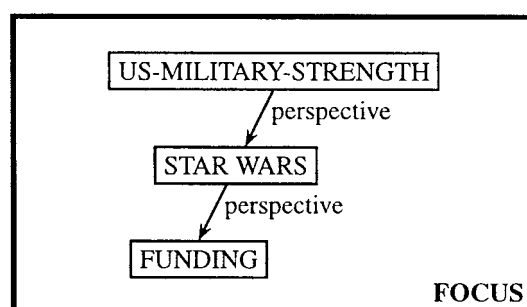 US-MILITARY-STRENGTH
perspective
STAR WARS
perspective
FUNDING
FOCUS